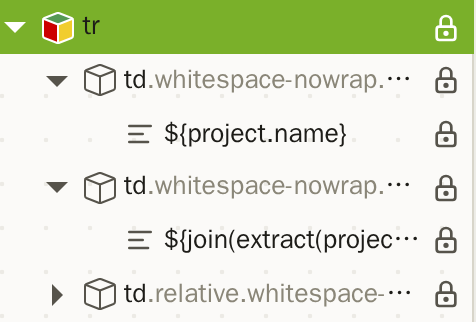 tr
td.whitespace-nowrap.···
${project.name}
td.whitespace-nowrap.···
${join(extract(projec···
td.relative.whitespace-···